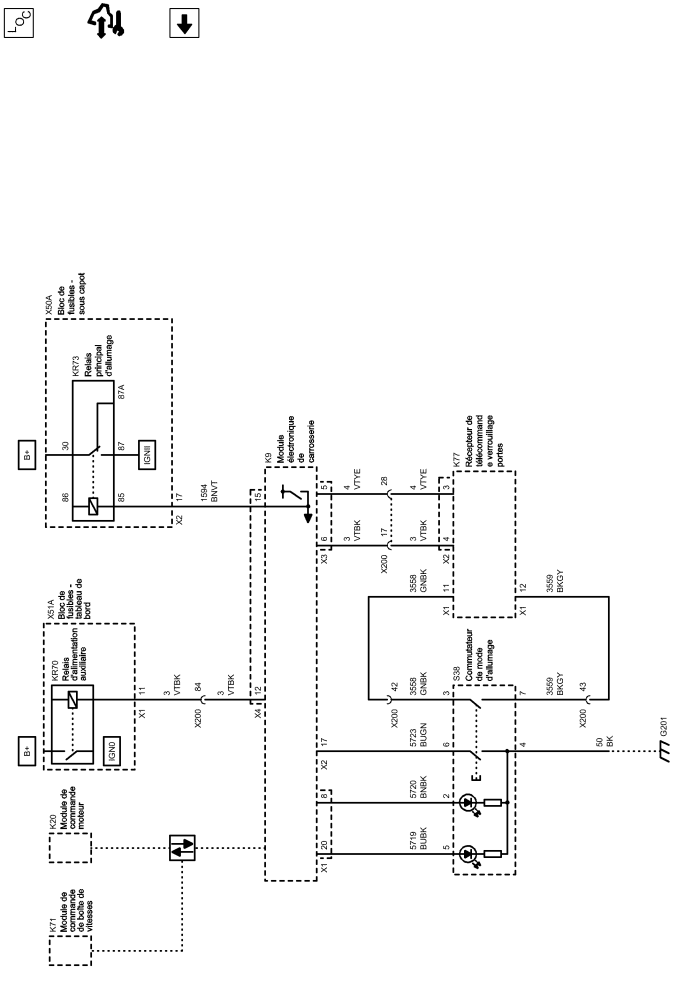 LOC
X50A
Bloc de
fusibles -
sous capot
KR73
Relais
principal
d'allumage
B+
30
86
87A
87
85
IGNII
17
X2
1594
BNVT
15
X51A
Bloc de
fusibles -
tableau de
bord
KR70
Relais
d'alimentation
auxiliaire
B+
IGN0
11
X1
3
VTBK
84
X200
3
VTBK
12
X4
K20
Module de
commande
moteur
K71
Module de
commande
de boîte de
vitesses
K9
Module
électronique
de
carrosserie
5
4
VTYE
28
4
VTYE
3
6
X3
3
VTBK
17
X200
3
VTBK
4
X2
K77
Récepteur de
télécommand
e verrouillage
portes
3558
GNBK
11
X1
12
X1
3559
BKGY
42
X200
3558
GNBK
3
S38
Commutateur
de mode
d'allumage
7
3559
BKGY
43
X200
17
X2
5723
BUGN
6
4
50
BK
G201
8
5720
BNBK
2
20
X1
5719
BUBK
5